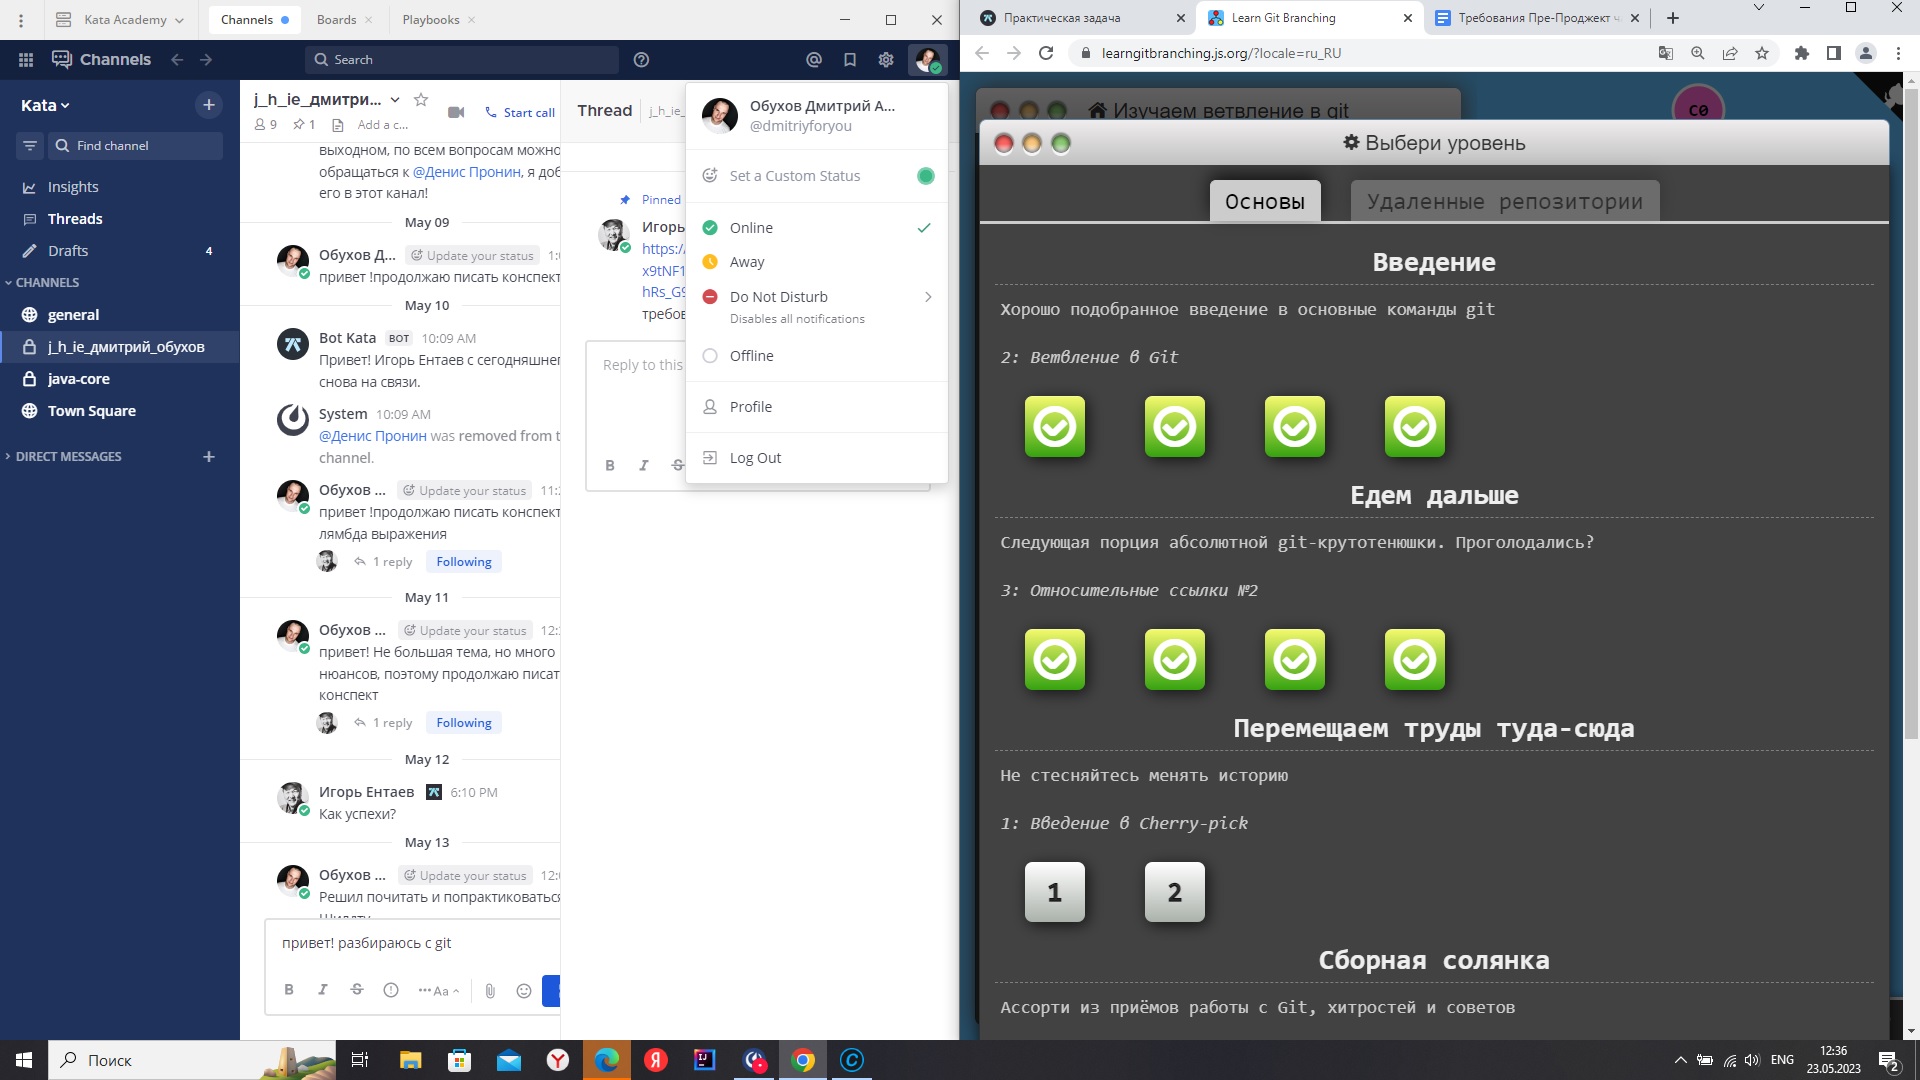 Kata Academy
Channels
Boards
Playbooks
Channels
Search
Kata
Find channel
Insights
Threads
Drafts
4
CHANNELS
general
j_h_ie_дмитрий_обухов
java-core
Town Square
DIRECT MESSAGES
j_h_ie_дмитри...
9
1
Add a c...
Start call
выходном, по всем вопросам можно
обращаться к @Денис Пронин, я доб
его в этот канал!
May 09
Обухов Д...
Update your status
привет !продолжаю писать конспект
May 10
Bot Kata BOT 10:09 AM
Привет! Игорь Ентаев с сегодняшнег
снова на связи.
System 10:09 AM
@Денис Пронин was removed from t
channel.
Обухов ...
Update your status
привет !продолжаю писать конспект
лямбда выражения
1 reply
Following
May 11
Обухов ...
Update your status
привет! Не большая тема, но много
нюансов, поэтому продолжаю писат
конспект
1 reply
Following
May 12
Игорь Ентаев 6:10 PM
Как успехи?
May 13
Обухов ...
Update your status
Решил почитать и попрактиковаться
привет! разбираюсь с git
B I S Aa
Thread
j_h_ie_
Pinned
Игорь
https:/
x9tNF1
hRs_G9
требов
Reply to this
B I S
Обухов Дмитрий А...
@dmitriyforyou
Set a Custom Status
Online
Away
Do Not Disturb
Disables all notifications
Offline
Profile
Log Out
Практическая задача
Learn Git Branching
Требования Пре-Проджект ч
learngitbranching.js.org/?locale=ru_RU
Изучаем ветвление в git
C0
Выбери уровень
Основы
Удаленные репозитории
Введение
Хорошо подобранное введение в основные команды git
2: Ветвление в Git
Едем дальше
Следующая порция абсолютной git-крутотенюшки. Проголодались?
3: Относительные ссылки №2
Перемещаем труды туда-сюда
Не стесняйтесь менять историю
1: Введение в Cherry-pick
1
2
Сборная солянка
Ассорти из приёмов работы с Git, хитростей и советов
Поиск
ENG
12:36
23.05.2023
2